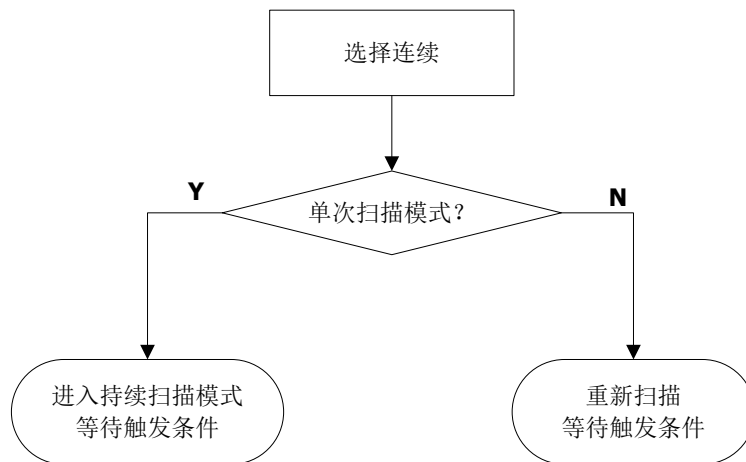 选择连续
Y
N
单次扫描模式？
进入持续扫描模式
等待触发条件
重新扫描
等待触发条件